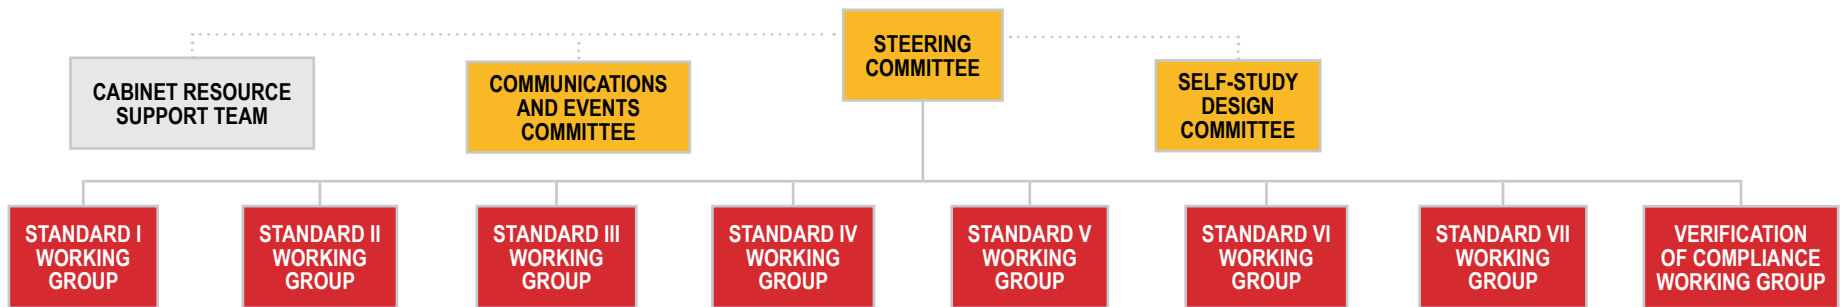 STEERING
COMMITTEE
CABINET RESOURCE
SUPPORT TEAM
COMMUNICATIONS
AND EVENTS
COMMITTEE
SELF-STUDY
DESIGN
COMMITTEE
STANDARD I
WORKING
GROUP
STANDARD II
WORKING
GROUP
STANDARD III
WORKING
GROUP
STANDARD IV
WORKING
GROUP
STANDARD V
WORKING
GROUP
STANDARD VI
WORKING
GROUP
STANDARD VII
WORKING
GROUP
VERIFICATION
OF COMPLIANCE
WORKING GROUP